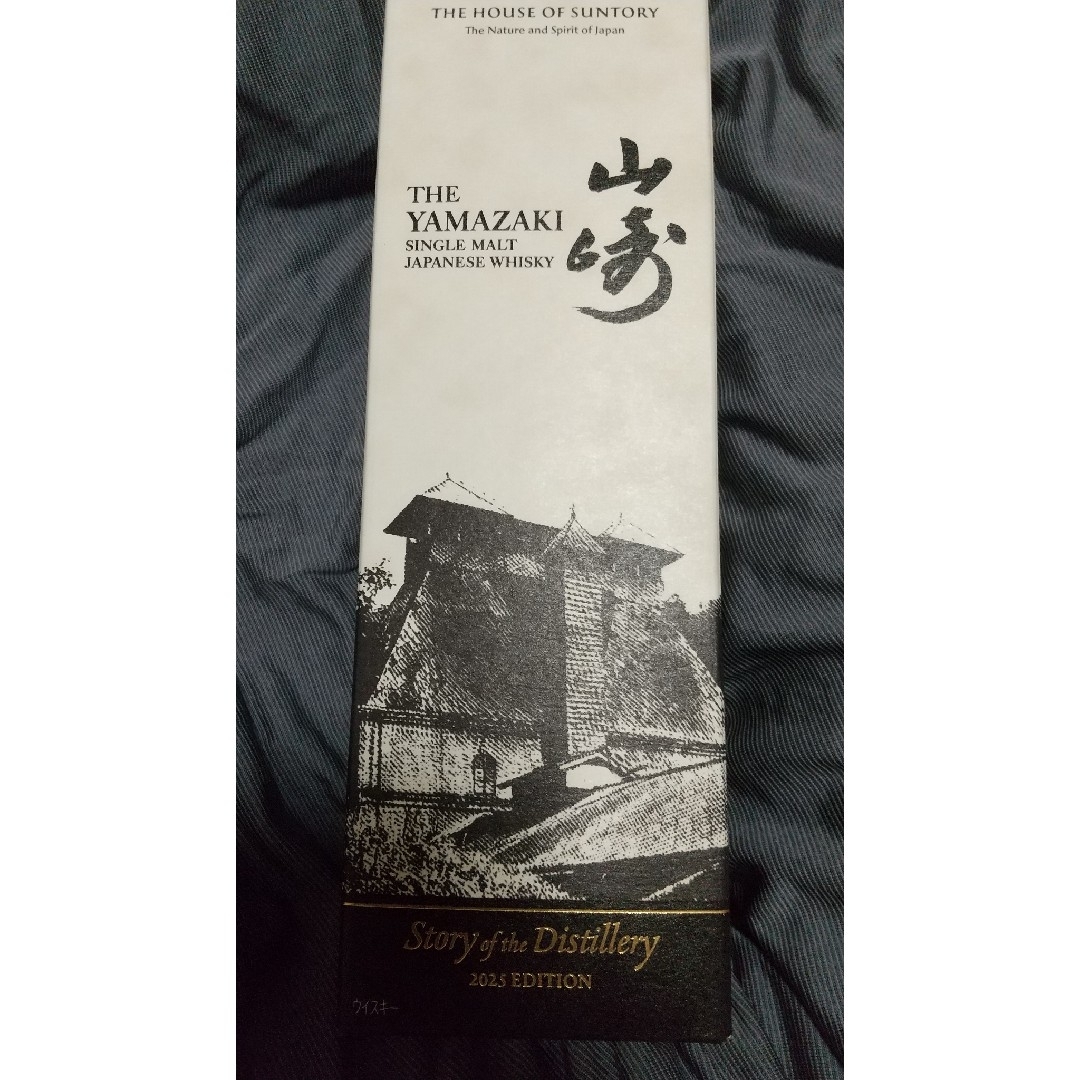 THE HOUSE OF SUNTORY
The Nature and Spirit of Japan
山崎
THE
YAMAZAKI
SINGLE MALT
JAPANESE WHISKY
Story of the Distillery
2025 EDITION
ウイスキー